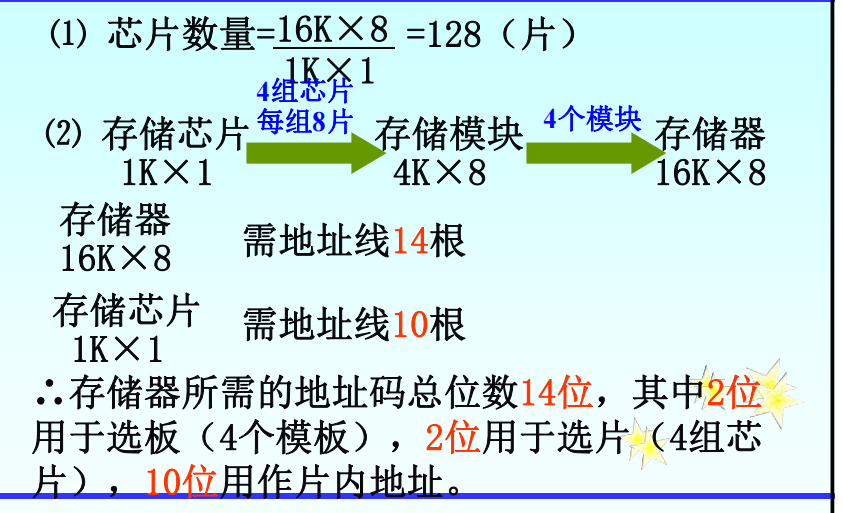 ⑴ 芯片数量=16K×8 =128（片）
1K×1
4组芯片
每组8片
4个模块
⑵ 存储芯片 存储模块 存储器
1K×1 4K×8 16K×8
存储器
16K×8
需地址线14根
存储芯片
1K×1
需地址线10根
∴存储器所需的地址码总位数14位，其中2位
用于选板（4个模板），2位用于选片（4组芯
片），10位用作片内地址。